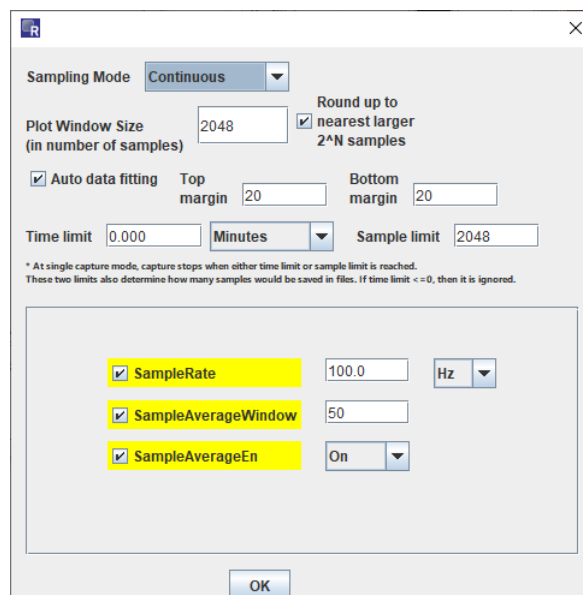 R
Sampling Mode Continuous
Plot Window Size
(in number of samples) 2048 Round up to
nearest larger
2^N samples
Auto data fitting Top
margin 20 Bottom
margin 20
Time limit 0.000 Minutes Sample limit 2048
* At single capture mode, capture stops when either time limit or sample limit is reached.
These two limits also determine how many samples would be saved in files. If time limit <=0, then it is ignored.
SampleRate 100.0 Hz
SampleAverageWindow 50
SampleAverageEn On
OK